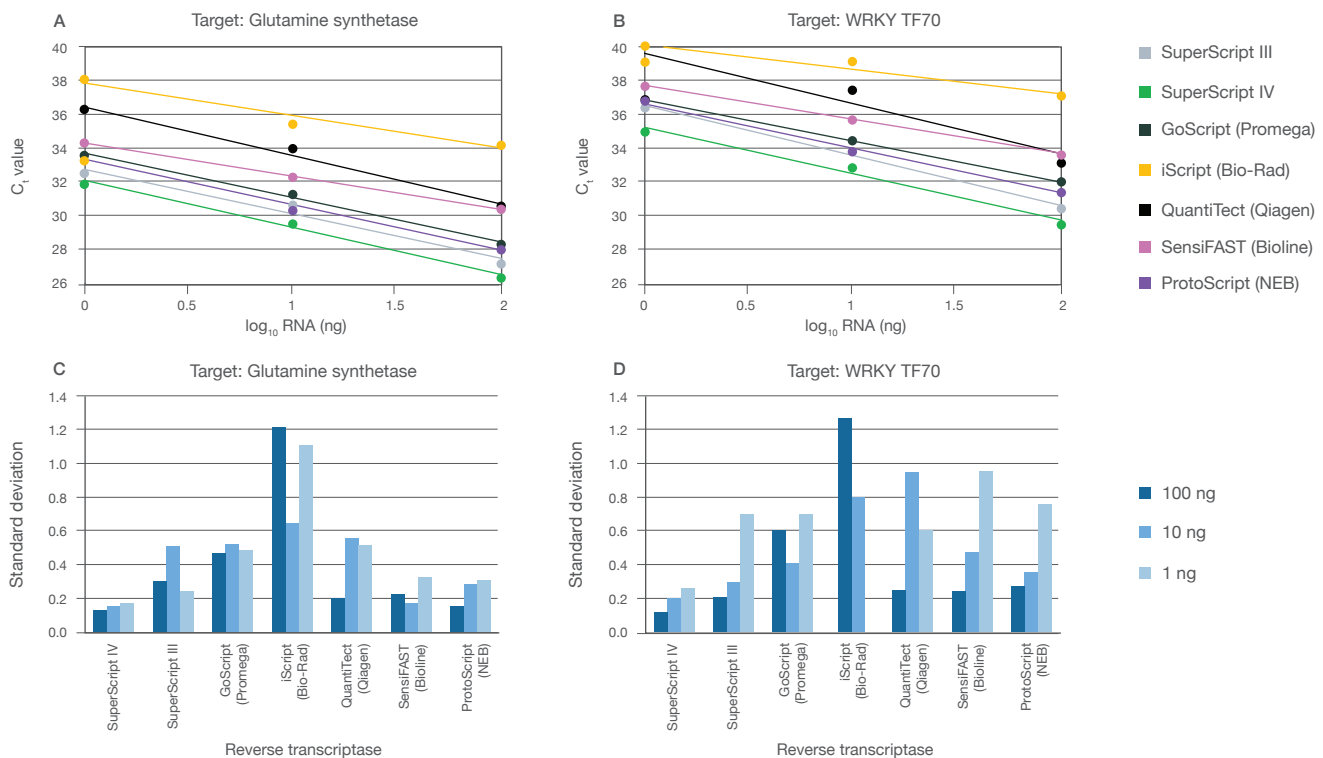 A Target: Glutamine synthetase
40
38
36
34
32
30
28
26
Ct value
0 0.5 1 1.5 2
log10 RNA (ng)
B Target: WRKY TF70
40
38
36
34
32
30
28
26
Ct value
0 0.5 1 1.5 2
log10 RNA (ng)
SuperScript III
SuperScript IV
GoScript (Promega)
iScript (Bio-Rad)
QuantiTect (Qiagen)
SensiFAST (Bioline)
ProtoScript (NEB)
C Target: Glutamine synthetase
1.4
1.2
1.0
0.8
0.6
0.4
0.2
0.0
Standard deviation
SuperScript IV
SuperScript III
GoScript
(Promega)
iScript
(Bio-Rad)
QuantiTect
(Qiagen)
SensiFAST
(Bioline)
ProtoScript
(NEB)
Reverse transcriptase
D Target: WRKY TF70
1.4
1.2
1.0
0.8
0.6
0.4
0.2
0.0
Standard deviation
SuperScript IV
SuperScript III
GoScript
(Promega)
iScript
(Bio-Rad)
QuantiTect
(Qiagen)
SensiFAST
(Bioline)
ProtoScript
(NEB)
Reverse transcriptase
100 ng
10 ng
1 ng